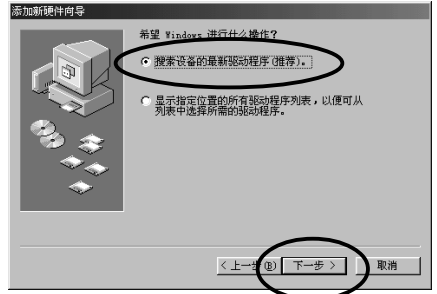 添加新硬件向导
希望 Windows 进行什么操作?
搜索设备的最新驱动程序(推荐)。
显示指定位置的所有驱动程序列表，以便可从
列表中选择所需的驱动程序。
< 上一步(B)
下一步 >
取消